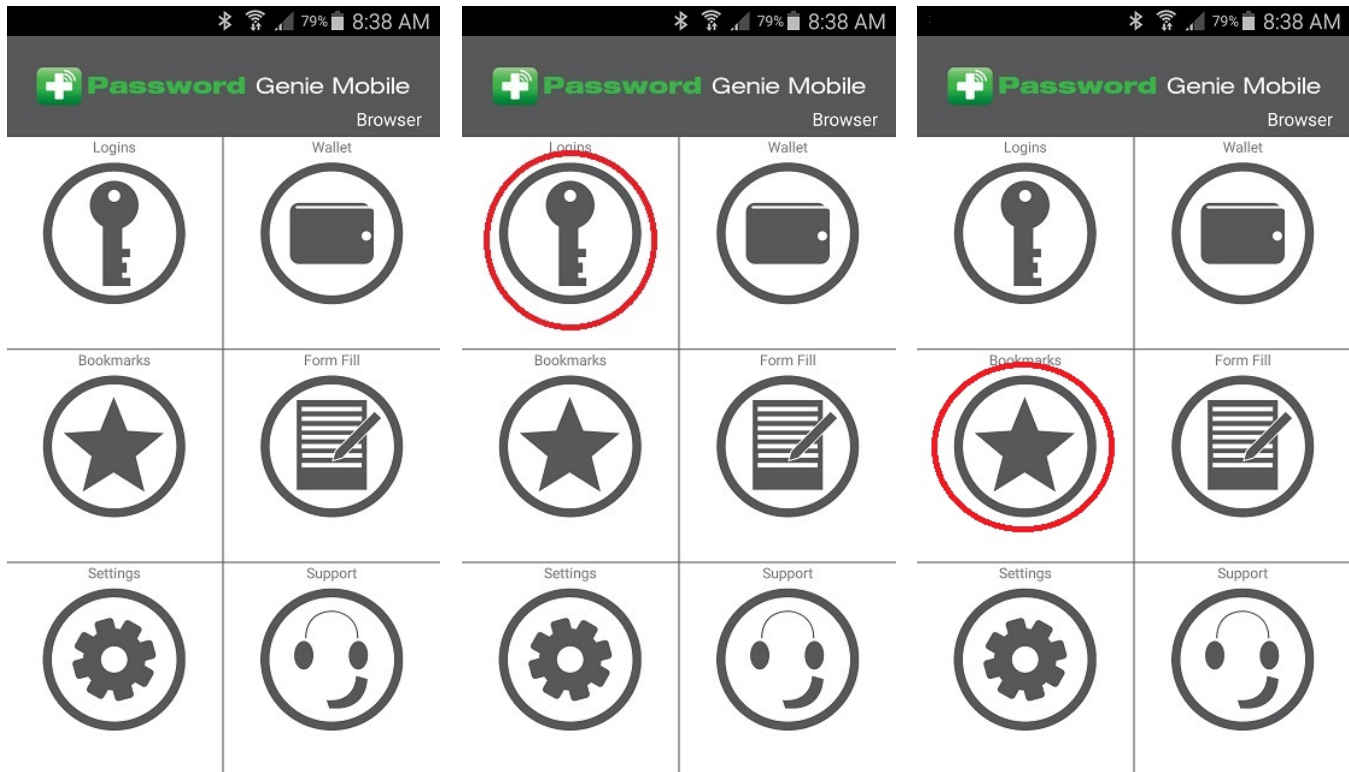 79% 8:38 AM
Password Genie Mobile
Browser
Logins Wallet
Bookmarks Form Fill
Settings Support
79% 8:38 AM
Password Genie Mobile
Browser
Logins Wallet
Bookmarks Form Fill
Settings Support
79% 8:38 AM
Password Genie Mobile
Browser
Logins Wallet
Bookmarks Form Fill
Settings Support